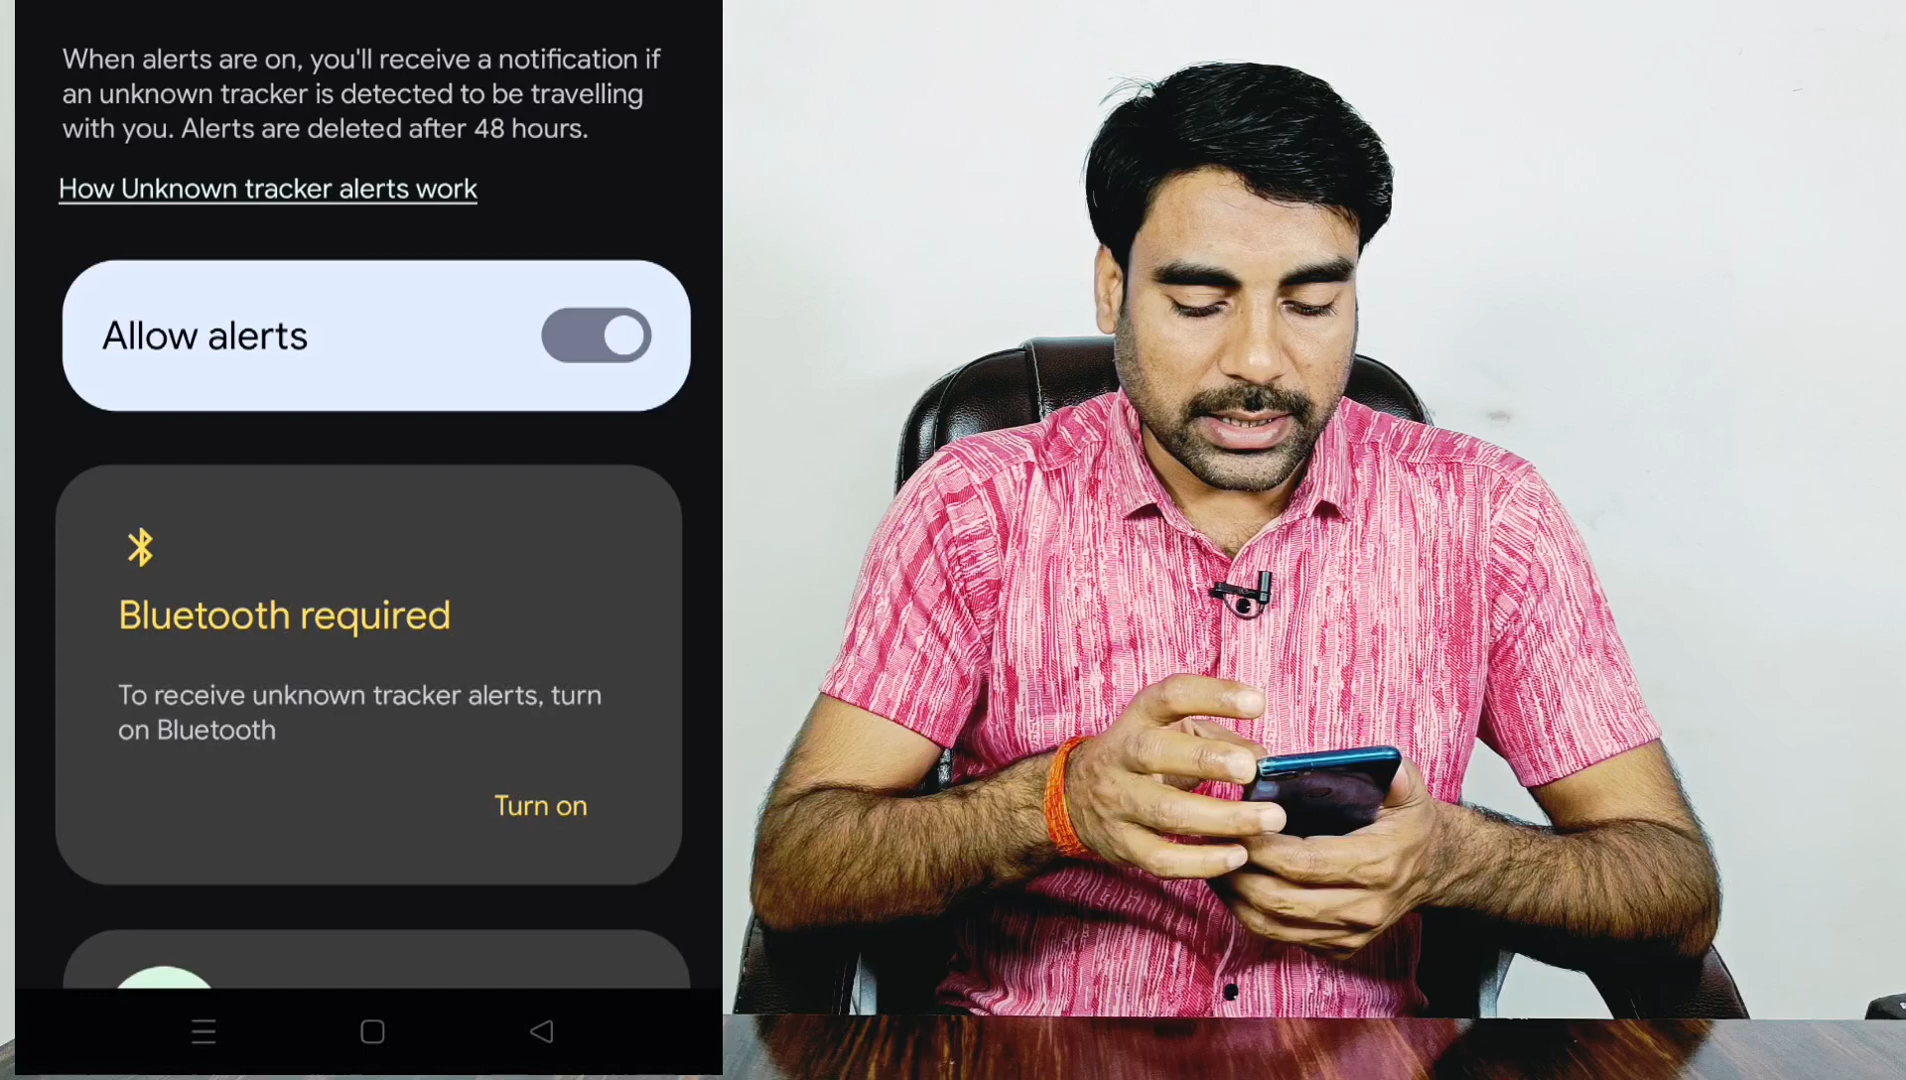 When alerts are on, you'll receive a notification if
an unknown tracker is detected to be travelling
with you. Alerts are deleted after 48 hours.
How Unknown tracker alerts work
Allow alerts
Bluetooth required
To receive unknown tracker alerts, turn
on Bluetooth
Turn on